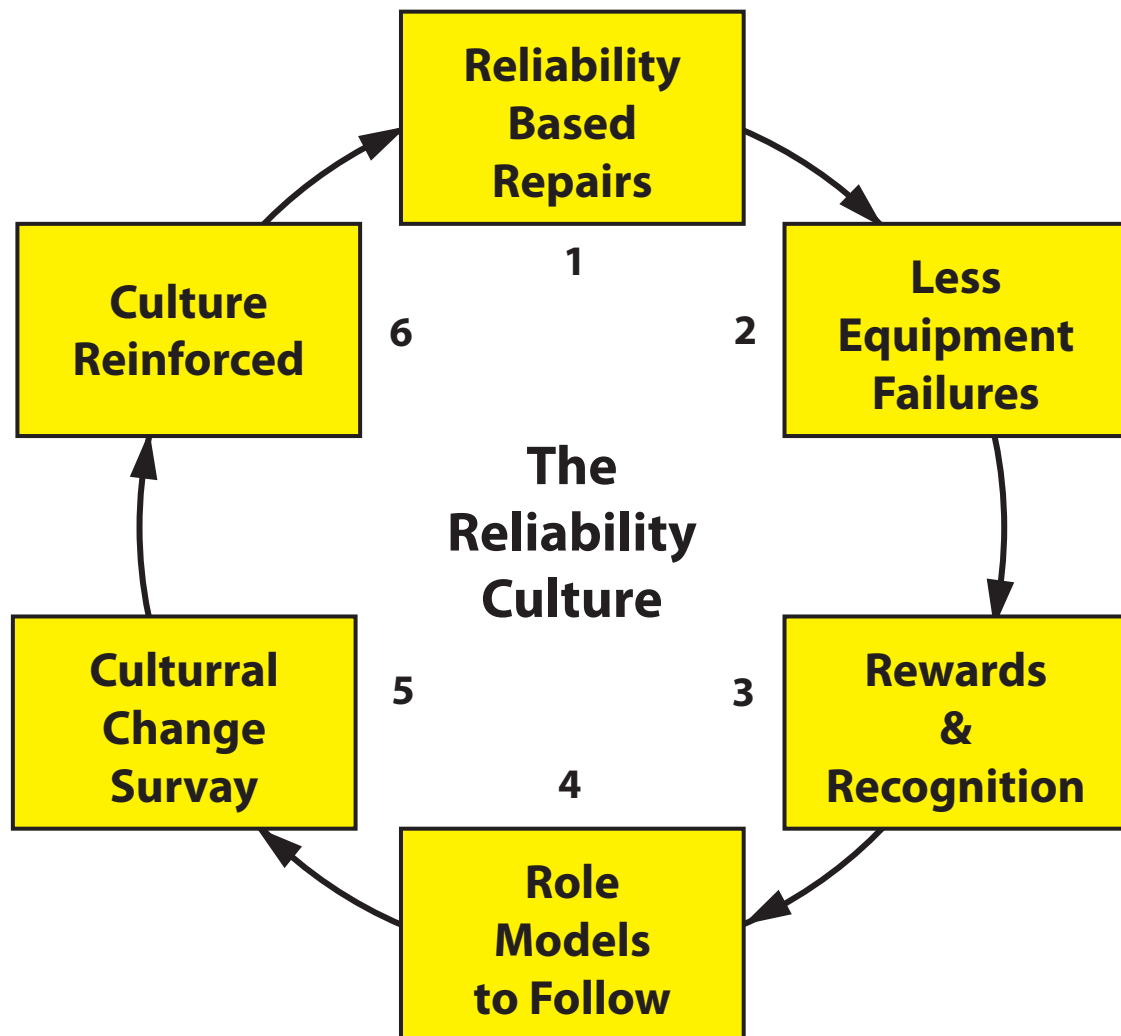 Reliability
Based
Repairs
1
Less
Equipment
Failures
2
Rewards
&
Recognition
3
Role
Models
to Follow
4
Culturral
Change
Survay
5
Culture
Reinforced
6
The
Reliability
Culture